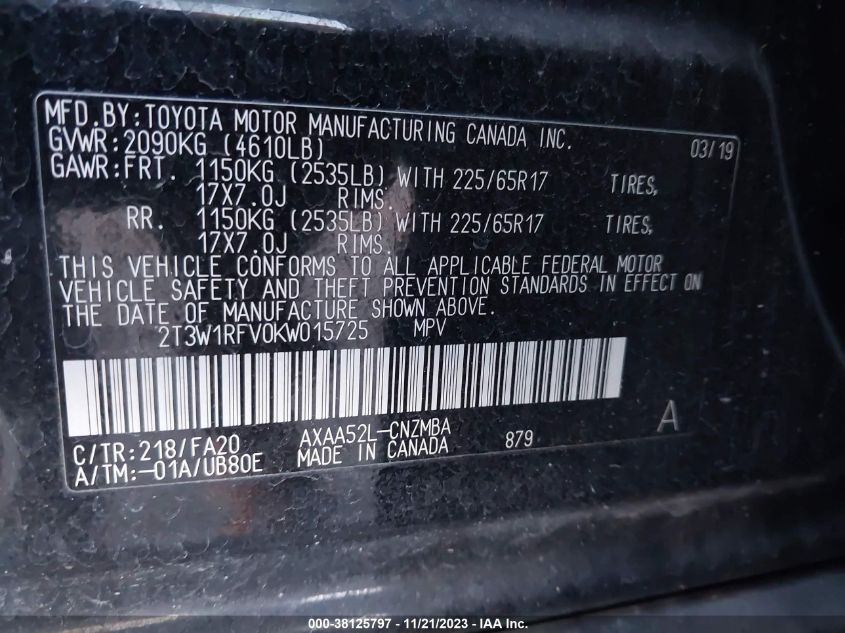 MFD.BY:TOYOTA MOTOR MANUFACTURING CANADA INC. 03/19
GVWR:2090KG (4610LB)
GAWR:FRT. 1150KG (2535LB) WITH 225/65R17 TIRES,
17X7.0J RIMS.
RR. 1150KG (2535LB) WITH 225/65R17 TIRES,
17X7.0J RIMS.
THIS VEHICLE CONFORMS TO ALL APPLICABLE FEDERAL MOTOR
VEHICLE SAFETY AND THEFT PREVENTION STANDARDS IN EFFECT ON
THE DATE OF MANUFACTURE SHOWN ABOVE.
2T3W1RFV0KW015725 MPV
C/TR:218/FA20 AXAA52L-CNZMBA 879 A
A/TM:-01A/UB80E MADE IN CANADA
000-38125797 - 11/21/2023 - IAA Inc.